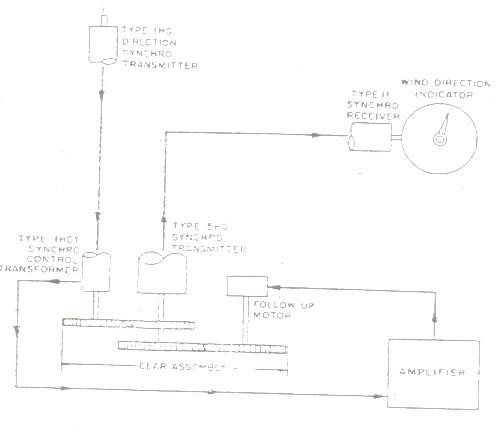 TYPE 1HG
DIRECTION
SYNCHRO
TRANSMITTER
WIND DIRECTION
INDICATOR
TYPE 1F
SYNCHRO
RECEIVER
TYPE 1HCT
SYNCHRO
CONTROL
TRANSFORMER
TYPE 5HG
SYNCHRO
TRANSMITTER
FOLLOW UP
MOTOR
GEAR ASSEMBLY
AMPLIFIER